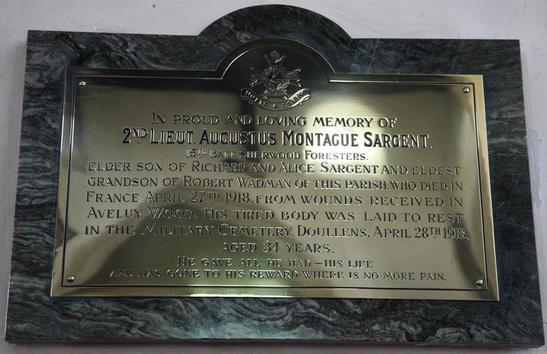 IN PROUD AND LOVING MEMORY OF
2ND LIEUT. AUGUSTUS MONTAGUE SARGENT.
BATT. SHERWOOD FORESTERS.
ELDER SON OF RICHARD AND ALICE SARGENT AND ELDEST
GRANDSON OF ROBERT WADMAN OF THIS PARISH, WHO DIED IN
FRANCE APRIL 27TH 1918, FROM WOUNDS RECEIVED IN
AVELUY WOOD. HIS TIRED BODY WAS LAID TO REST
IN THE MILITARY CEMETERY, DOULLENS, APRIL 28TH 1918,
AGED 34 YEARS.
HE GAVE ALL HE HAD – HIS LIFE
AND HAS GONE TO HIS REWARD WHERE IS NO MORE PAIN.